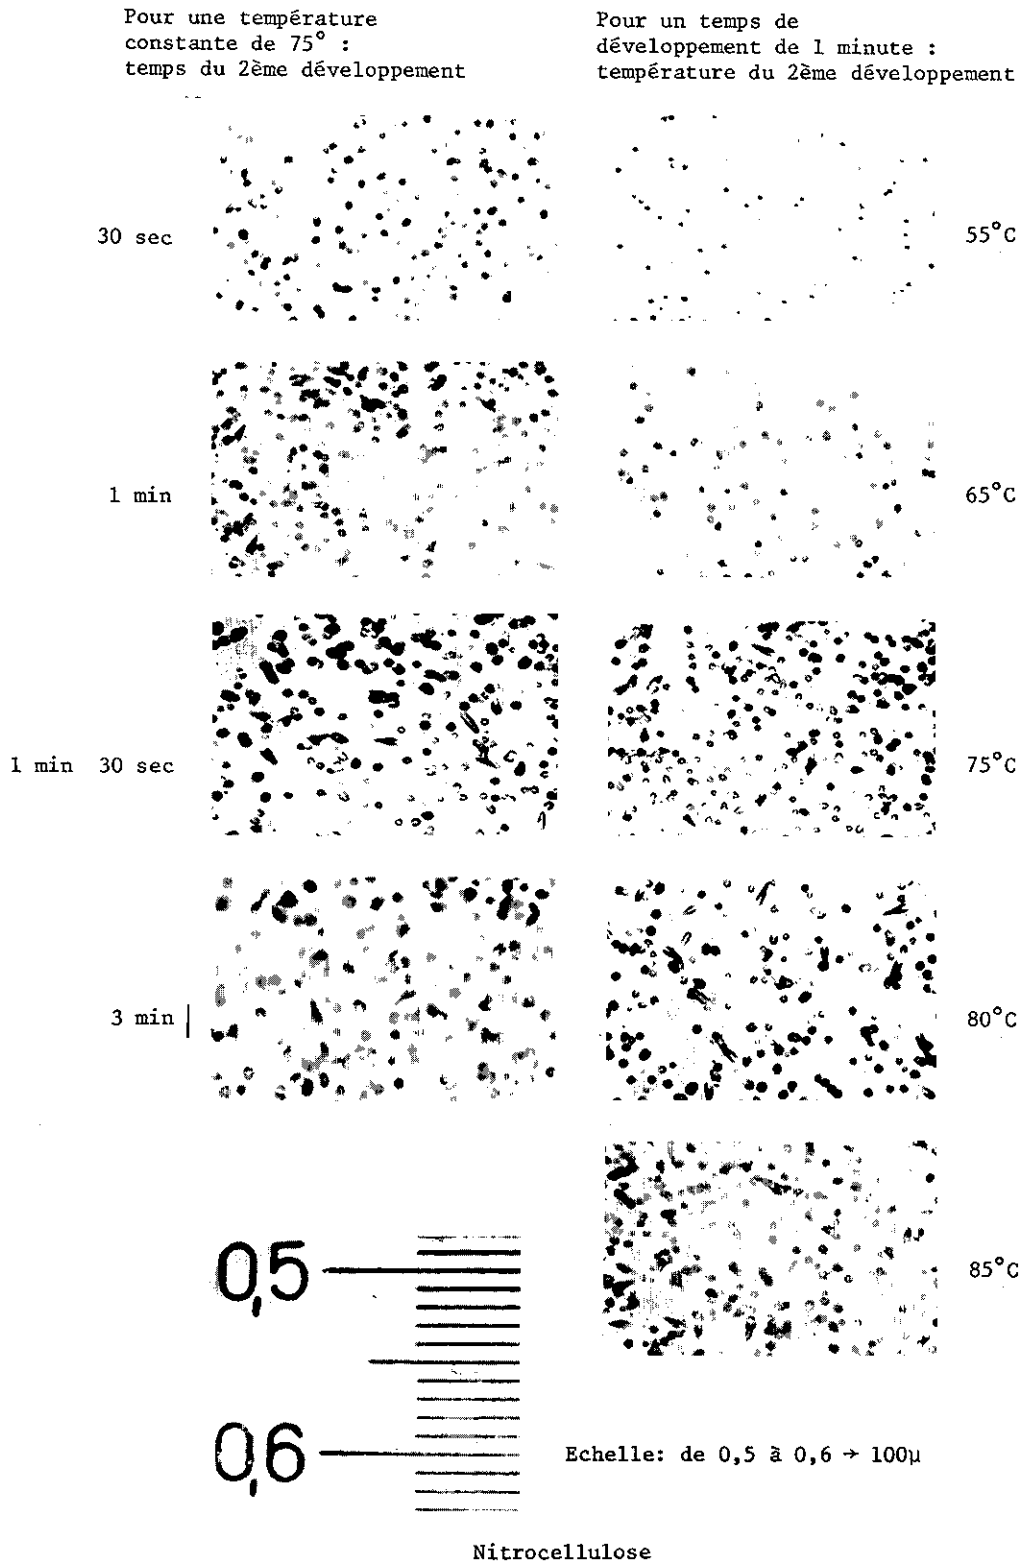 Pour une température
constante de 75° :
temps du 2ème développement
Pour un temps de
développement de 1 minute :
température du 2ème développement
30 sec
55°C
1 min
65°C
1 min 30 sec
75°C
3 min
80°C
85°C
0,5
0,6
Echelle: de 0,5 à 0,6 → 100μ
Nitrocellulose